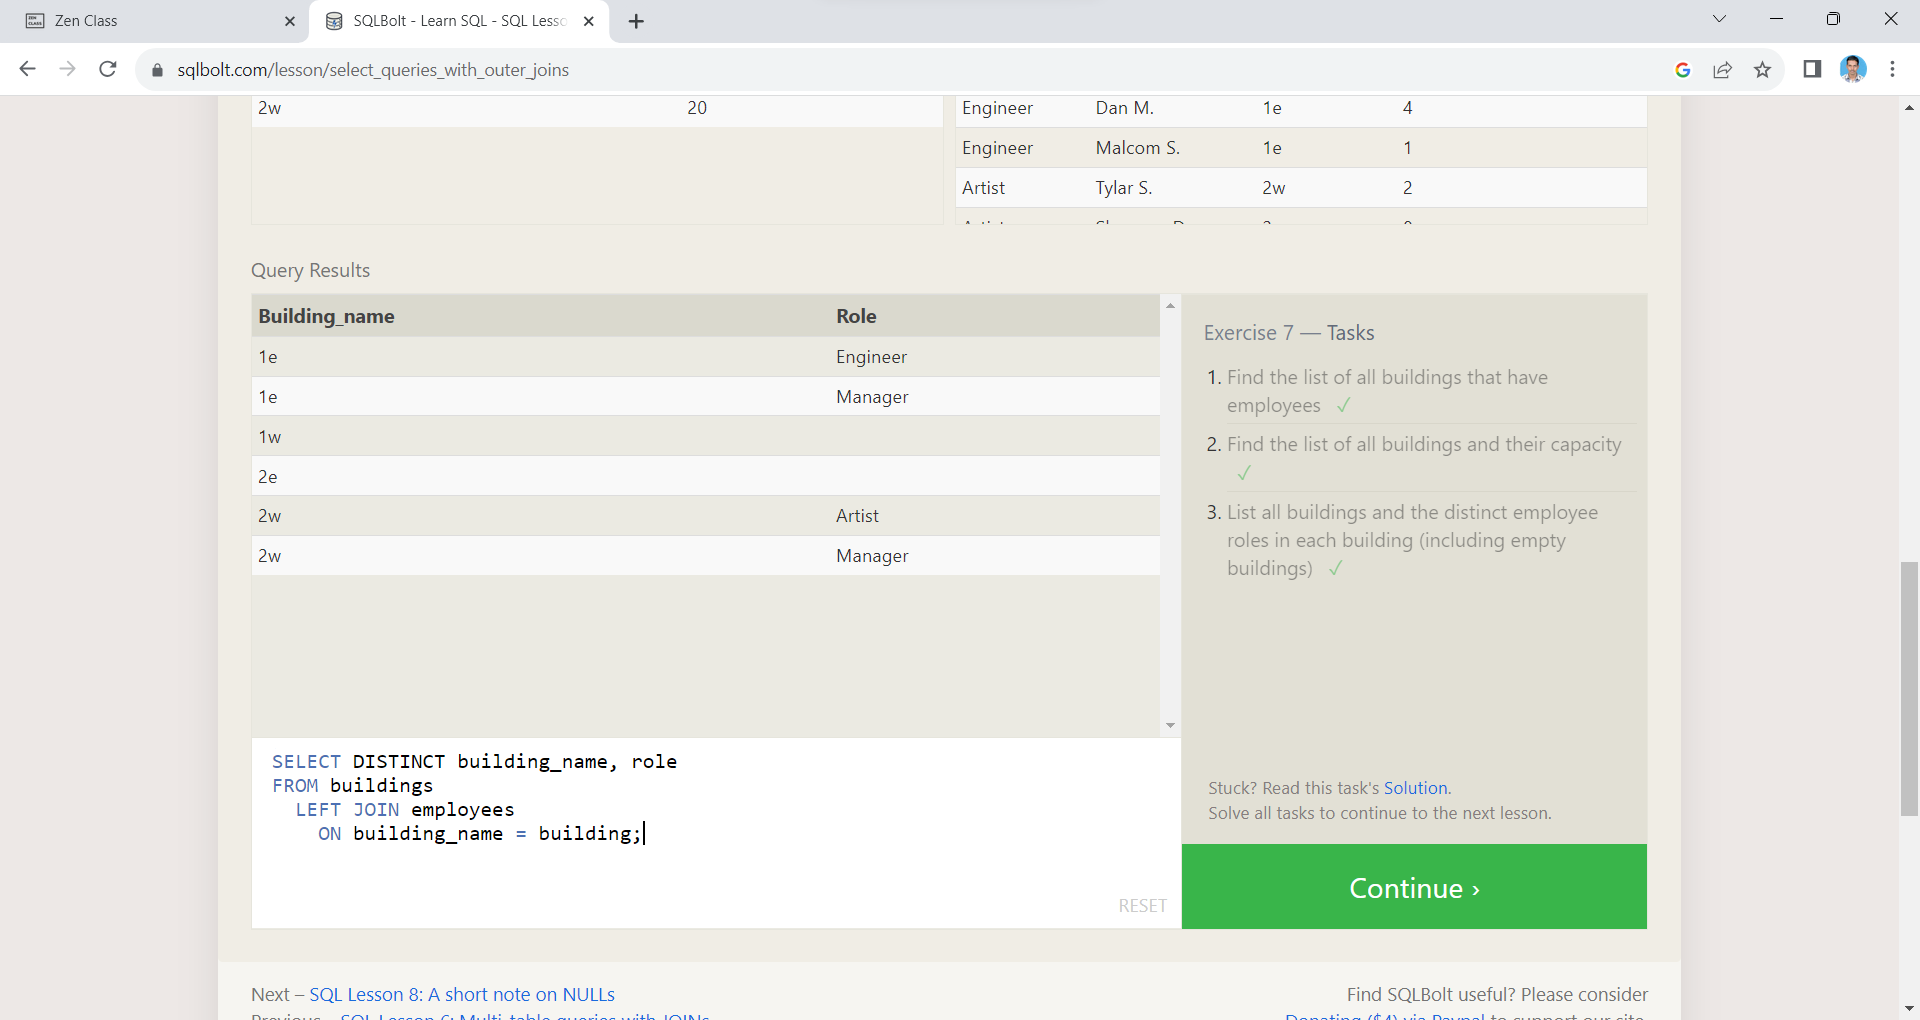 Zen Class
SQLBolt - Learn SQL - SQL Lesso
sqlbolt.com/lesson/select_queries_with_outer_joins
2w 20
Engineer Dan M. 1e 4
Engineer Malcom S. 1e 1
Artist Tylar S. 2w 2
Query Results
Building_name Role
1e Engineer
1e Manager
1w
2e
2w Artist
2w Manager
Exercise 7 — Tasks
1. Find the list of all buildings that have
employees ✓
2. Find the list of all buildings and their capacity
✓
3. List all buildings and the distinct employee
roles in each building (including empty
buildings) ✓
SELECT DISTINCT building_name, role
FROM buildings
LEFT JOIN employees
ON building_name = building;
RESET
Stuck? Read this task's Solution.
Solve all tasks to continue to the next lesson.
Continue ›
Next – SQL Lesson 8: A short note on NULLs
Previous – SQL Lesson 6: Multi-table queries with JOINs
Find SQLBolt useful? Please consider
Donating ($4) via Paypal to support our site.